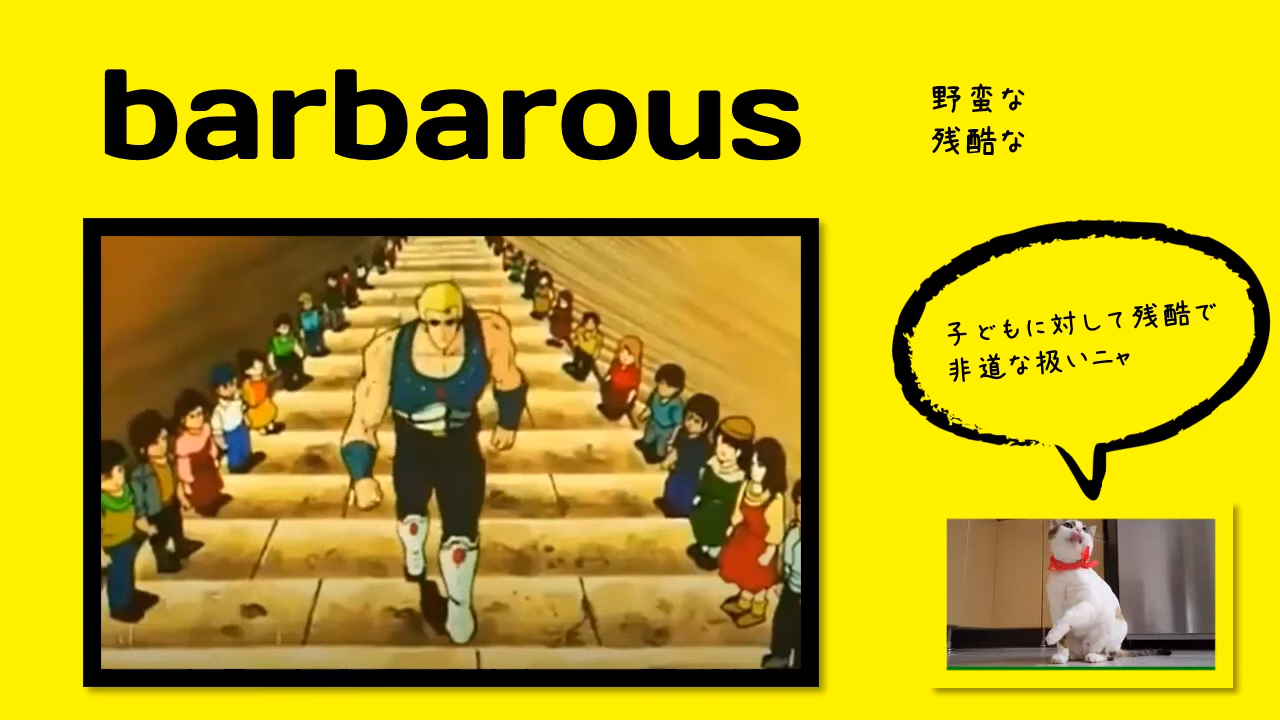 barbarous
野蛮な
残酷な
子どもに対して残酷で
非道な扱いニャ